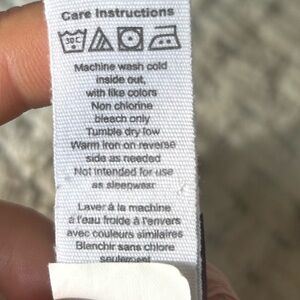 Care Instructions
30C
Machine wash cold
inside out,
with like colors
Non chlorine
bleach only
Tumble dry low
Warm iron on reverse
side as needed
Not intended for use
as sleepwear
Laver à la machine
à l'eau froide à l'envers
avec couleurs similaires
Blanchir sans chlore
seulement